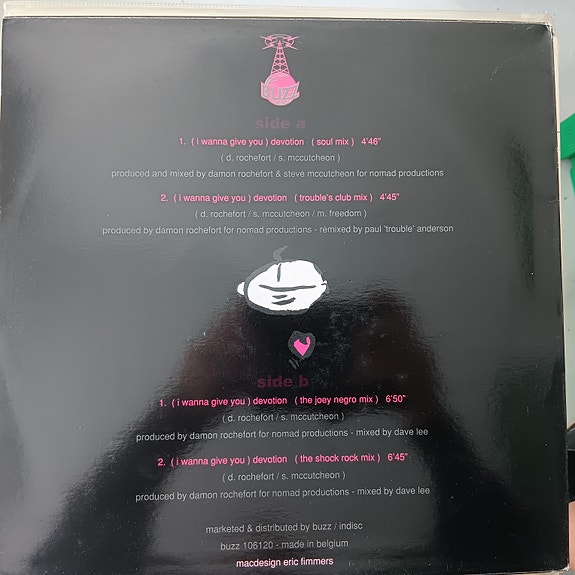 BUZZ
side a
1. ( i wanna give you ) devotion ( soul mix ) 4'46"
( d. rochefort / s. mccutcheon )
produced and mixed by damon rochefort & steve mccutcheon for nomad productions
2. ( i wanna give you ) devotion ( trouble's club mix ) 4'45"
( d. rochefort / s. mccutcheon / m. freedom )
produced by damon rochefort for nomad productions - remixed by paul 'trouble' anderson
side b
1. ( i wanna give you ) devotion ( the joey negro mix ) 6'50"
( d. rochefort / s. mccutcheon )
produced by damon rochefort for nomad productions - mixed by dave lee
2. ( i wanna give you ) devotion ( the shock rock mix ) 6'45"
( d. rochefort / s. mccutcheon )
produced by damon rochefort for nomad productions - mixed by dave lee
marketed & distributed by buzz / indisc
buzz 106120 - made in belgium
macdesign eric fimmers